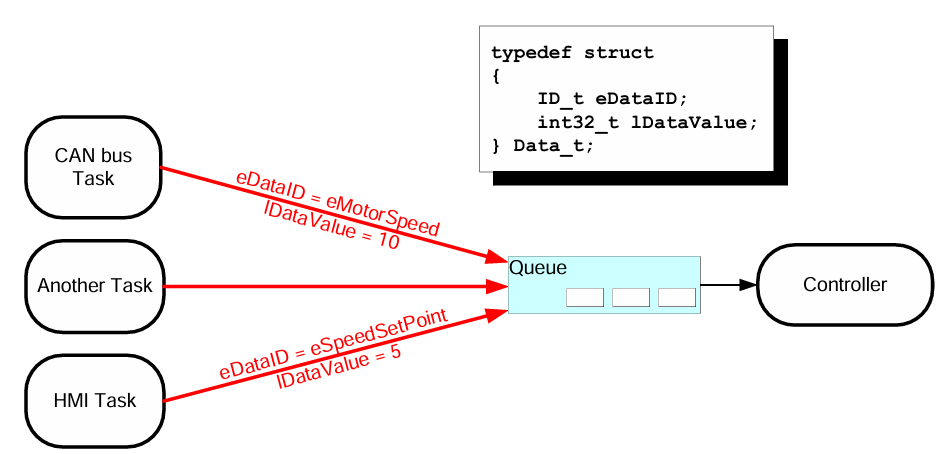 typedef struct
{
    ID_t eDataID;
    int32_t lDataValue;
} Data_t;
CAN bus
Task
eDataID = eMotorSpeed
lDataValue = 10
Another Task
Queue
Controller
eDataID = eSpeedSetPoint
lDataValue = 5
HMI Task